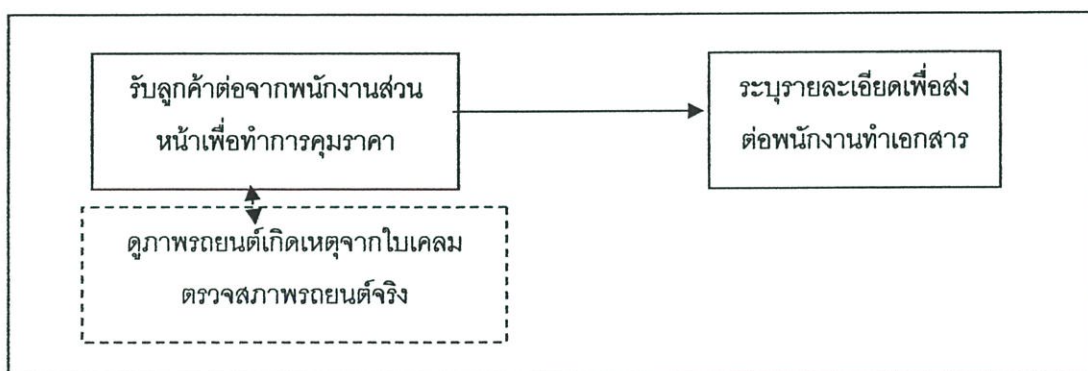 รับลูกค้าต่อจากพนักงานส่วน
หน้าเพื่อทำการคุมราคา
ระบุรายละเอียดเพื่อส่ง
ต่อพนักงานทำเอกสาร
ดูภาพรถยนต์เกิดเหตุจากใบเคลม
ตรวจสภาพรถยนต์จริง